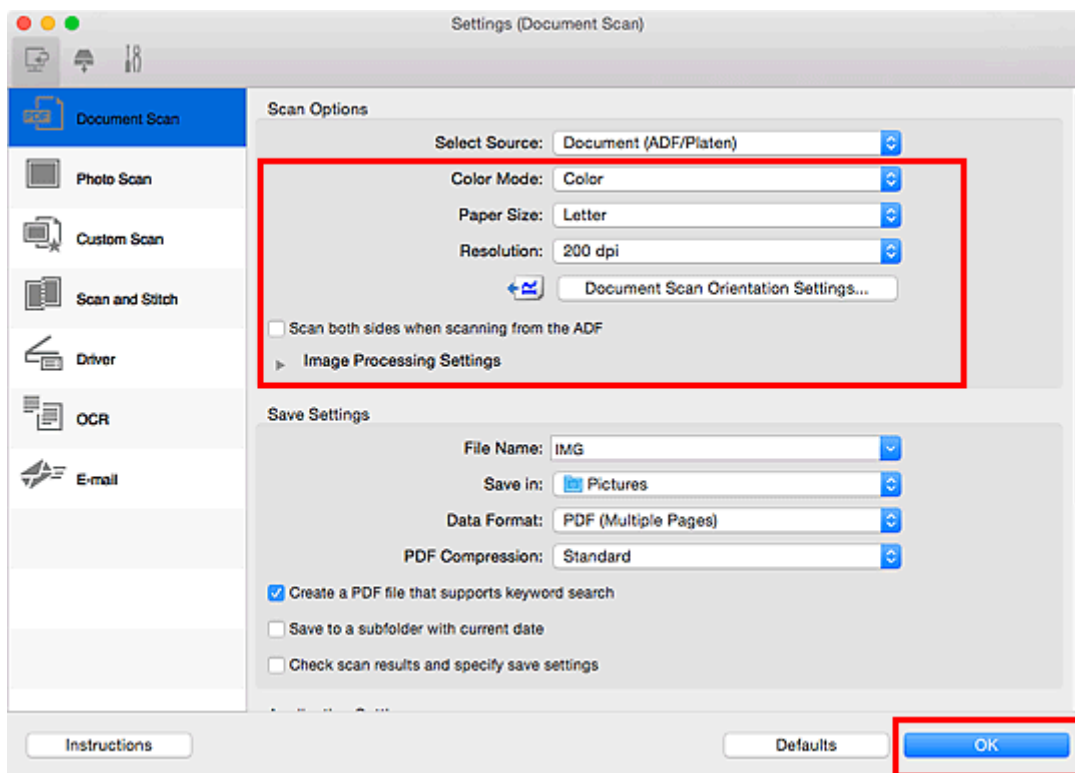 Settings (Document Scan)
Document Scan
Photo Scan
Custom Scan
Scan and Stitch
Driver
OCR
E-mail
Scan Options
Select Source: Document (ADF/Platen)
Color Mode: Color
Paper Size: Letter
Resolution: 200 dpi
Document Scan Orientation Settings...
Scan both sides when scanning from the ADF
Image Processing Settings
Save Settings
File Name: IMG
Save in: Pictures
Data Format: PDF (Multiple Pages)
PDF Compression: Standard
Create a PDF file that supports keyword search
Save to a subfolder with current date
Check scan results and specify save settings
Instructions
Defaults
OK